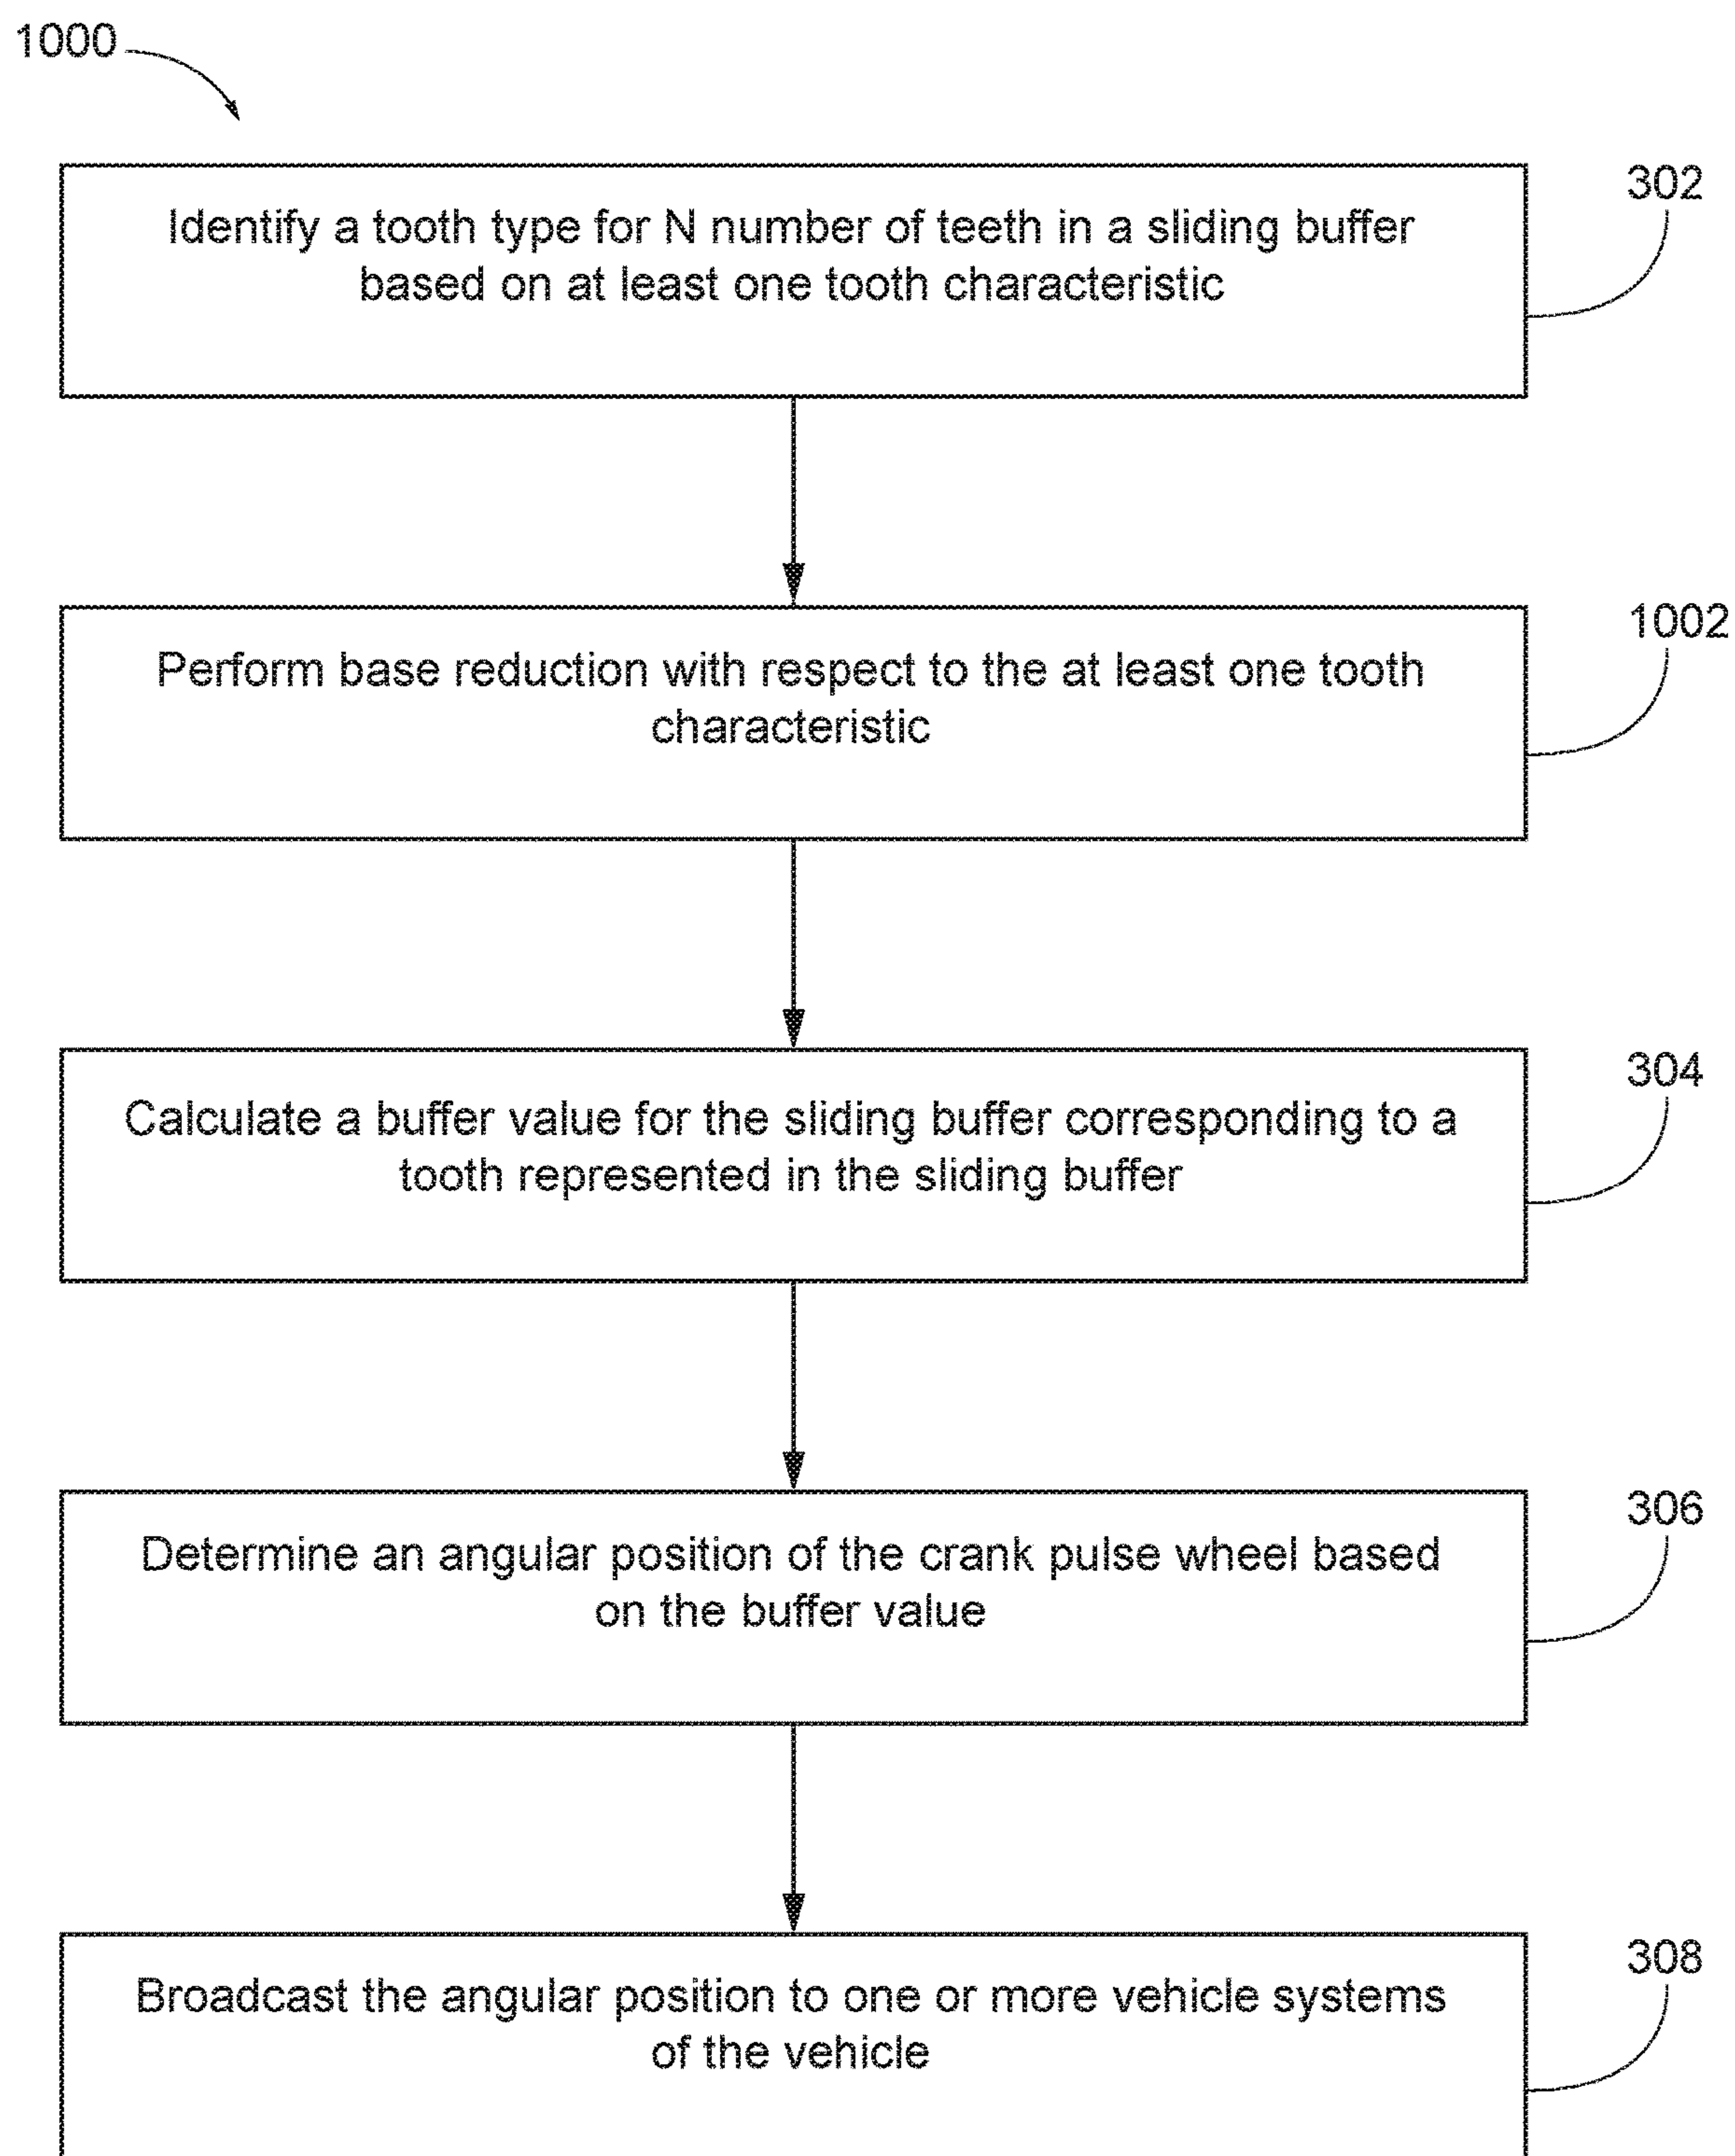 1000
302
Identify a tooth type for N number of teeth in a sliding buffer
based on at least one tooth characteristic
1002
Perform base reduction with respect to the at least one tooth
characteristic
304
Calculate a buffer value for the sliding buffer corresponding to a
tooth represented in the sliding buffer
306
Determine an angular position of the crank pulse wheel based
on the buffer value
308
Broadcast the angular position to one or more vehicle systems
of the vehicle